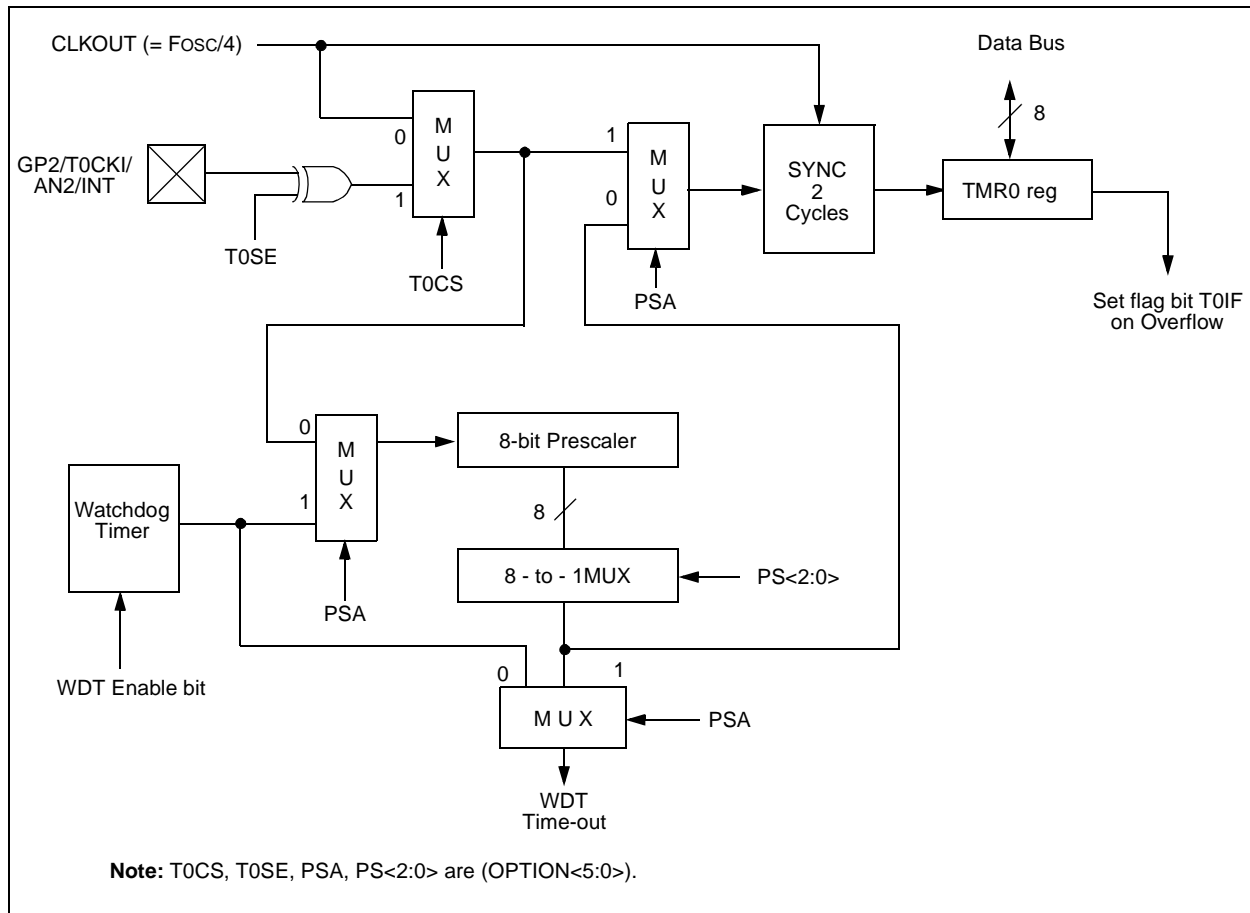 CLKOUT (= FOSC/4)
Data Bus
8
M
U
X
0
1
GP2/T0CKI/
AN2/INT
T0SE
T0CS
1
0
M
U
X
PSA
SYNC
2
Cycles
TMR0 reg
Set flag bit T0IF
on Overflow
0
1
M
U
X
PSA
8-bit Prescaler
8
Watchdog
Timer
WDT Enable bit
8 - to - 1MUX
PS<2:0>
0
1
M U X
PSA
WDT
Time-out
Note: T0CS, T0SE, PSA, PS<2:0> are (OPTION<5:0>).